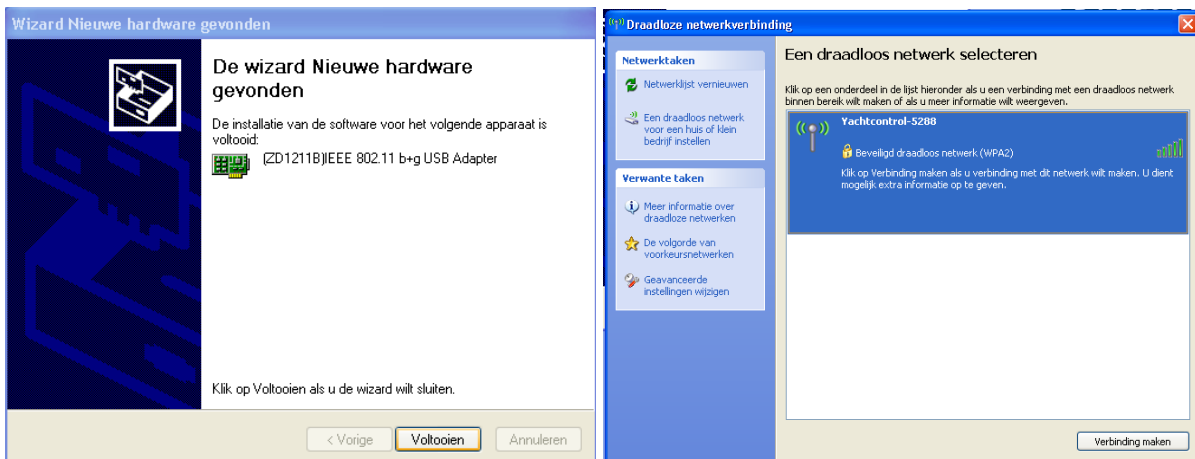 Wizard Nieuwe hardware gevonden
De wizard Nieuwe hardware
gevonden
De installatie van de software voor het volgende apparaat is
voltooid:
(ZD1211B)IEEE 802.11 b+g USB Adapter
Klik op Voltooien als u de wizard wilt sluiten.
< Vorige
Voltooien
Annuleren
Draadloze netwerkverbinding
Netwerktaken
Netwerklijst vernieuwen
Een draadloos netwerk
voor een huis of klein
bedrijf instellen
Verwante taken
Meer informatie over
draadloze netwerken
De volgorde van
voorkeursnetwerken
Geavanceerde
instellingen wijzigen
Een draadloos netwerk selecteren
Klik op een onderdeel in de lijst hieronder als u een verbinding met een draadloos netwerk
binnen bereik wilt maken of als u meer informatie wilt weergeven.
Yachtcontrol-5288
Beveiligd draadloos netwerk (WPA2)
Klik op Verbinding maken als u verbinding met dit netwerk wilt maken. U dient
mogelijk extra informatie op te geven.
Verbinding maken